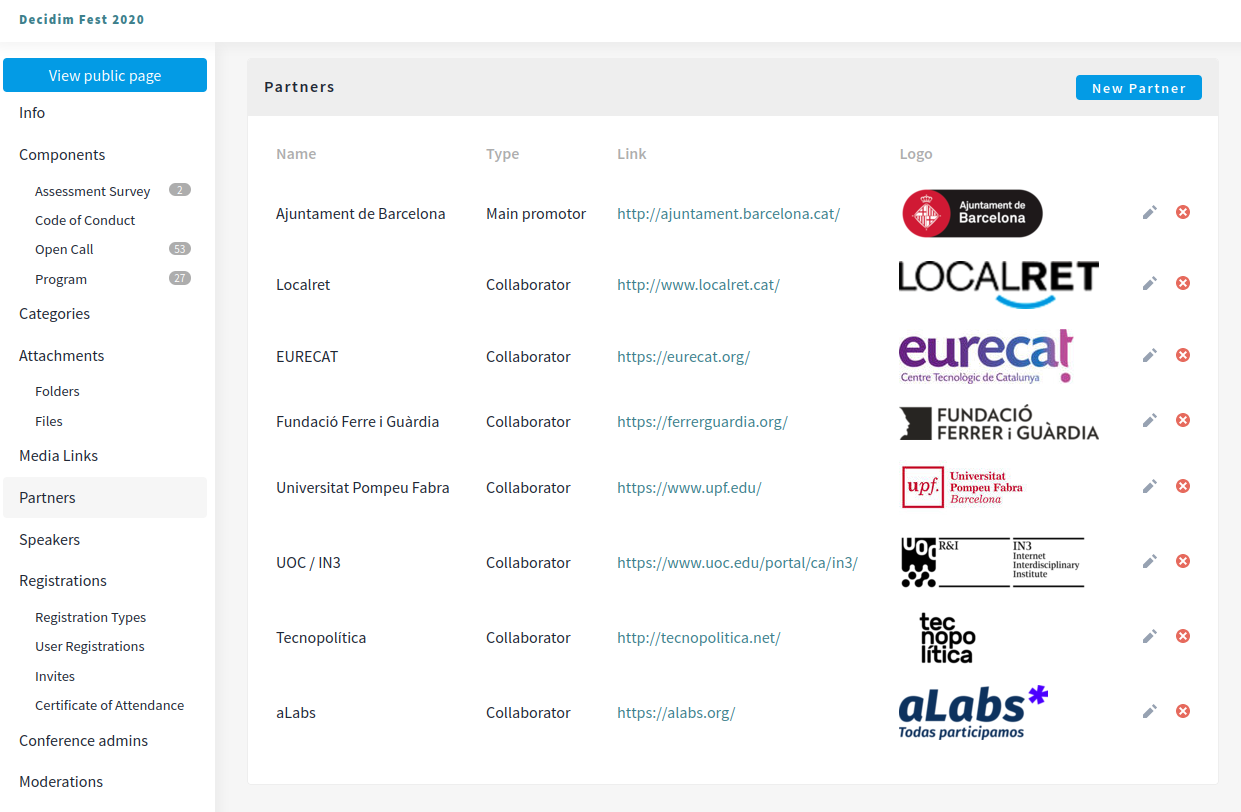 Decidim Fest 2020
View public page
Info
Components
Assessment Survey 2
Code of Conduct
Open Call 53
Program 27
Categories
Attachments
Folders
Files
Media Links
Partners
Speakers
Registrations
Registration Types
User Registrations
Invites
Certificate of Attendance
Conference admins
Moderations
Partners New Partner
Name Type Link Logo
Ajuntament de Barcelona Main promotor http://ajuntament.barcelona.cat/
Ajuntament de
Barcelona
Localret Collaborator http://www.localret.cat/ LOCALRET
EURECAT Collaborator https://eurecat.org/ eurecat
Centre Tecnològic de Catalunya
Fundació Ferre i Guàrdia Collaborator https://ferrerguardia.org/
FUNDACIÓ
FERRER i GUÀRDIA
Universitat Pompeu Fabra Collaborator https://www.upf.edu/
upf.
Universitat
Pompeu Fabra
Barcelona
UOC / IN3 Collaborator https://www.uoc.edu/portal/ca/in3/
UOC R&I IN3
Internet
Interdisciplinary
Institute
Tecnopolítica Collaborator http://tecnopolitica.net/
tec
nopo
lítica
aLabs Collaborator https://alabs.org/ aLabs*
Todas participamos